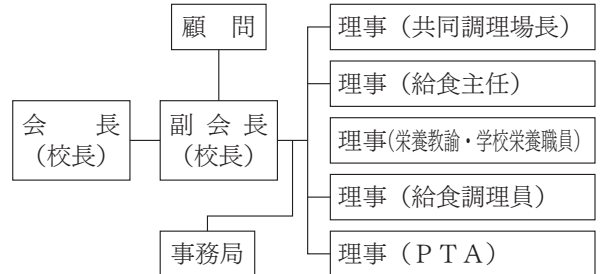 顧　問
会　　長
（校長）
副 会 長
（校長）
事務局
理事（共同調理場長）
理事（給食主任）
理事（栄養教諭・学校栄養職員）
理事（給食調理員）
理事（ＰＴＡ）